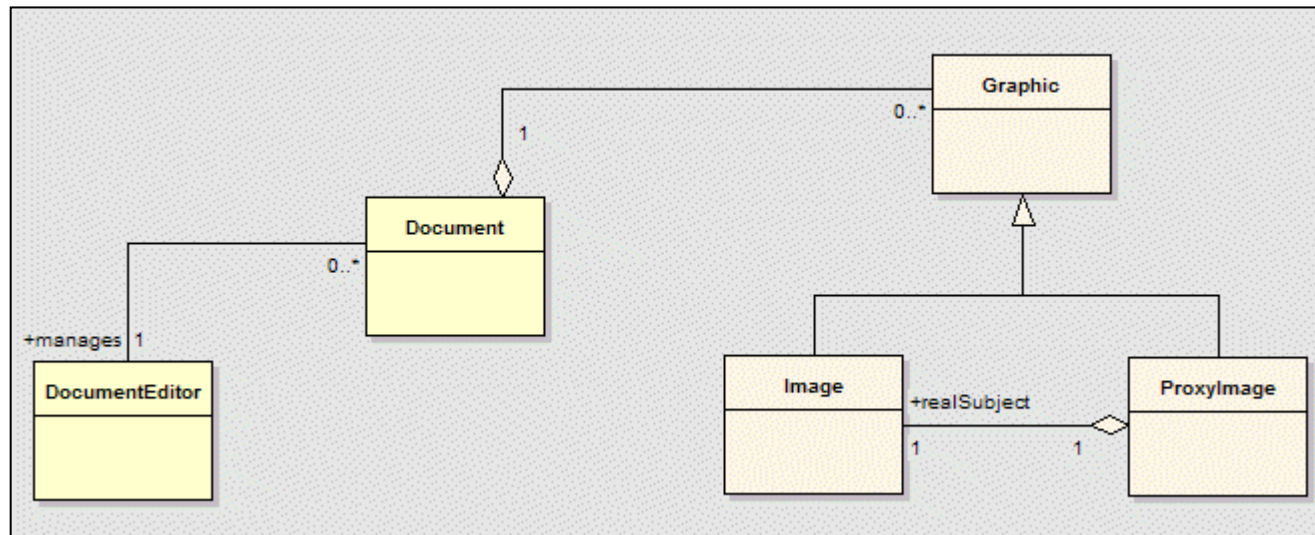 Graphic
0..*
1
Document
0..*
+manages 1
DocumentEditor
Image
+realSubject
ProxyImage
1
1